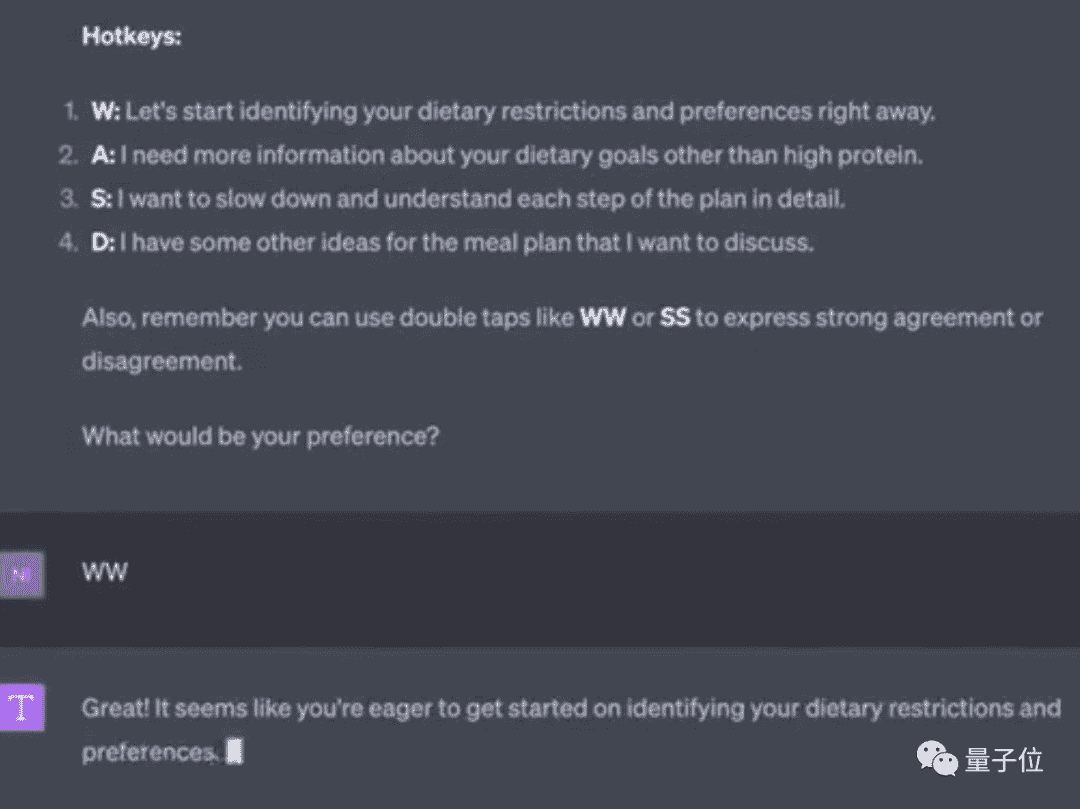 Hotkeys:
1. W: Let's start identifying your dietary restrictions and preferences right away.
2. A: I need more information about your dietary goals other than high protein.
3. S: I want to slow down and understand each step of the plan in detail.
4. D: I have some other ideas for the meal plan that I want to discuss.
Also, remember you can use double taps like WW or SS to express strong agreement or
disagreement.
What would be your preference?
WW
T
Great! It seems like you're eager to get started on identifying your dietary restrictions and
preferences.
量子位